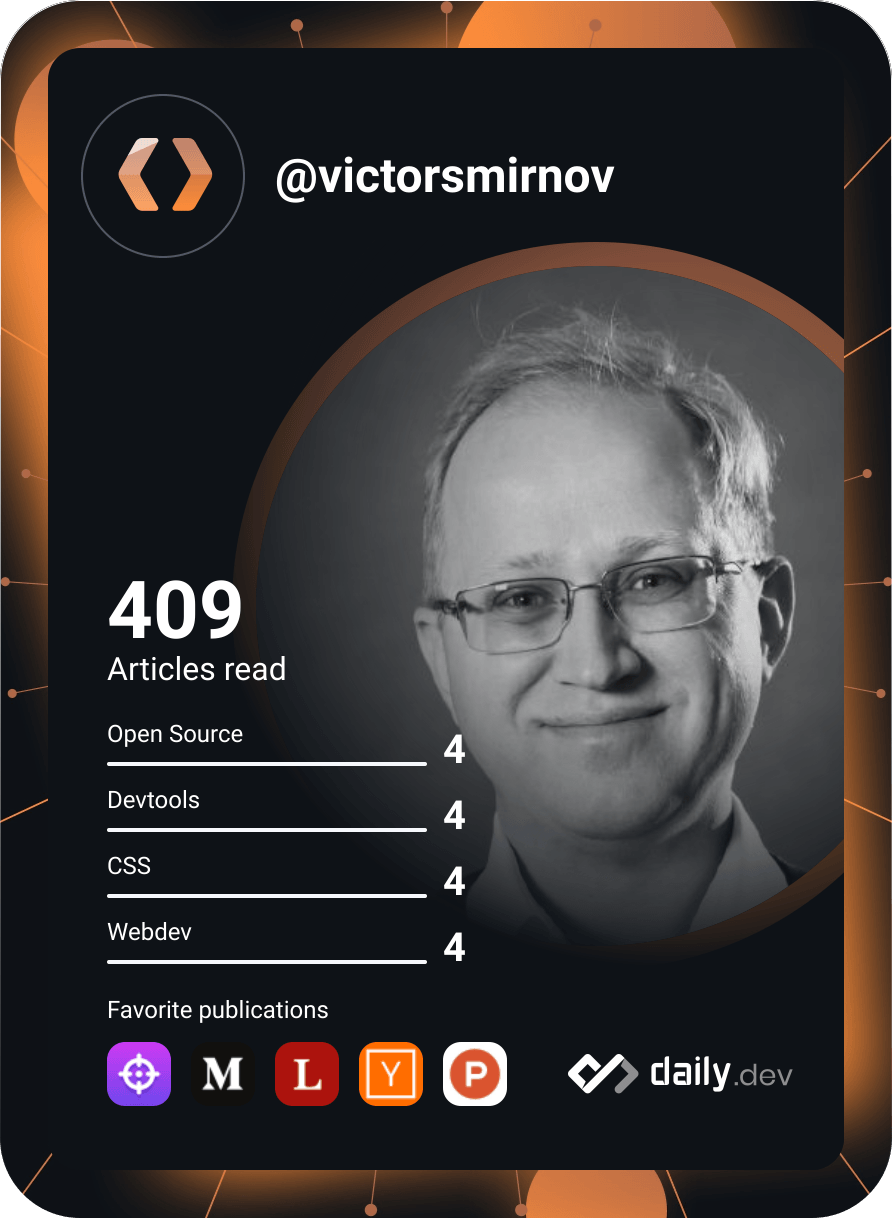 @victorsmirnov
409
Articles read
Open Source
4
Devtools
4
CSS
4
Webdev
4
Favorite publications
M L Y P
daily.dev